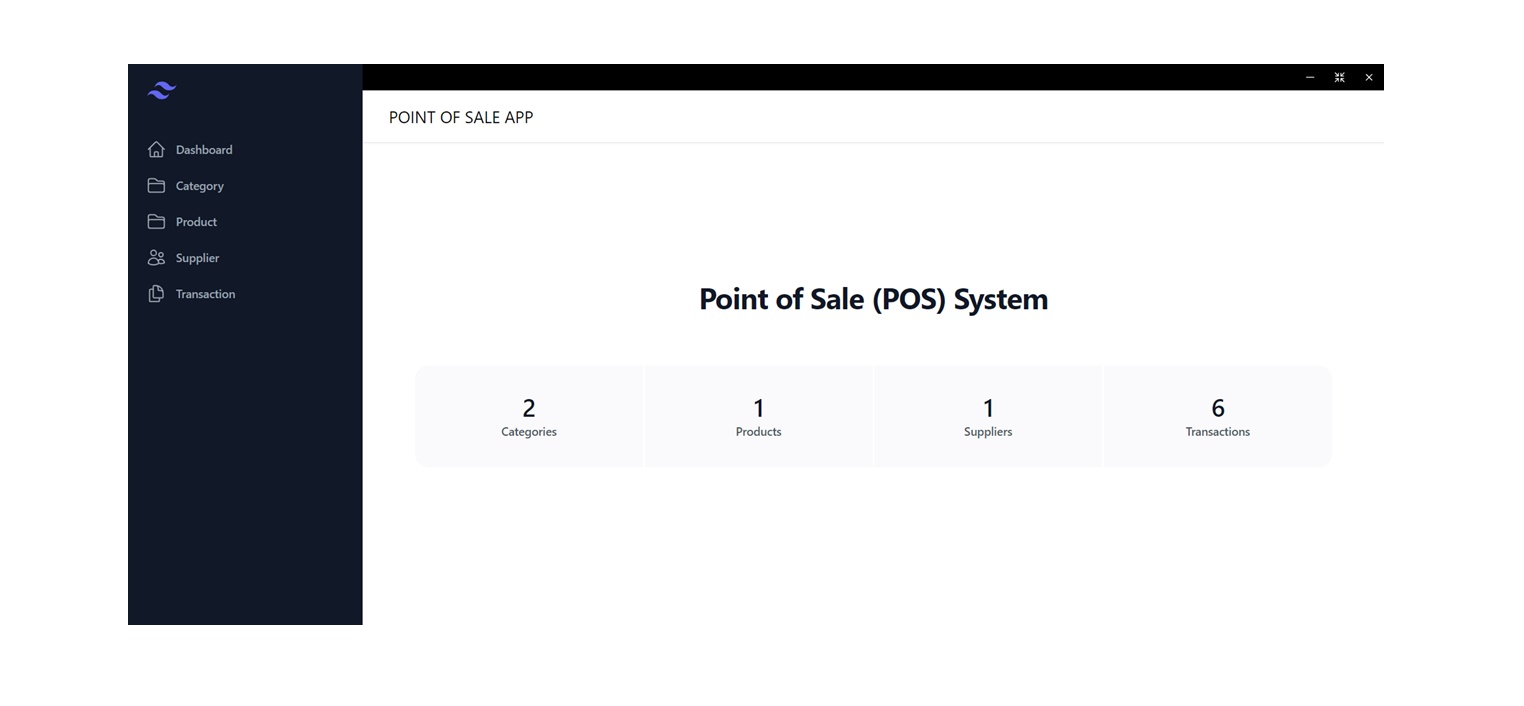 POINT OF SALE APP
Dashboard
Category
Product
Supplier
Transaction
Point of Sale (POS) System
2
Categories
1
Products
1
Suppliers
6
Transactions